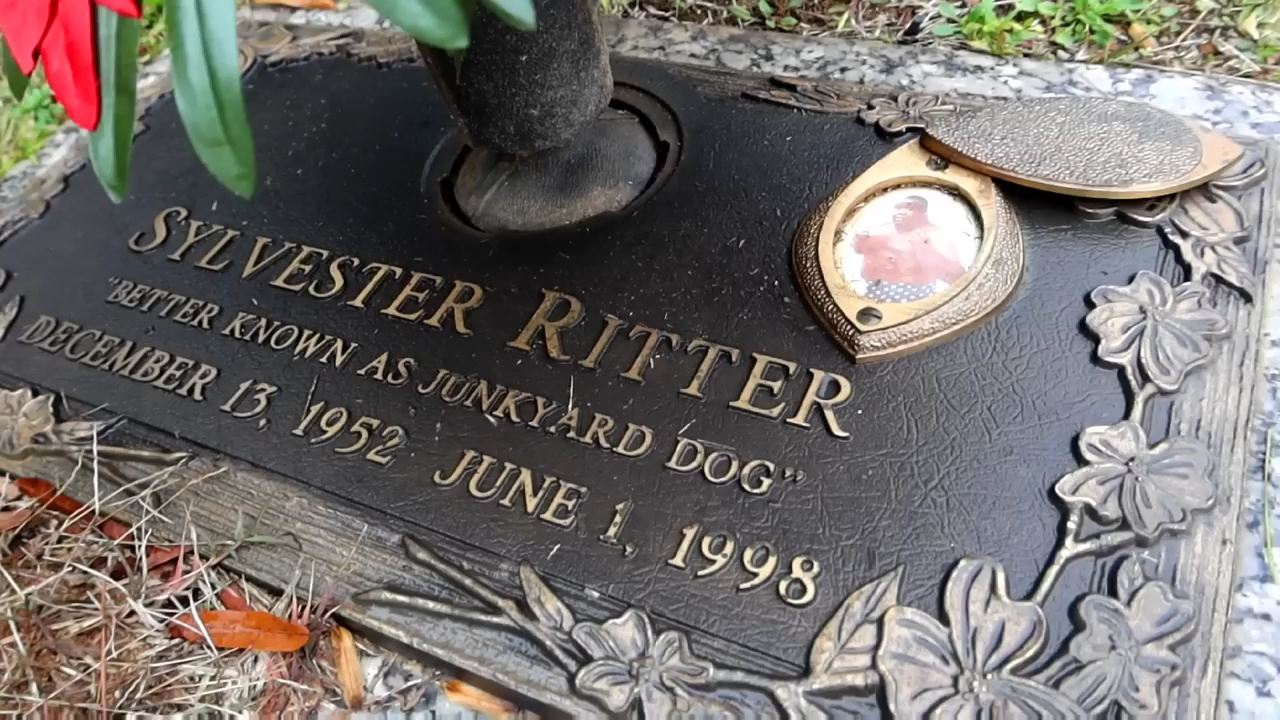 SYLVESTER RITTER
"BETTER KNOWN AS JUNKYARD DOG"
DECEMBER 13, 1952 JUNE 1, 1998